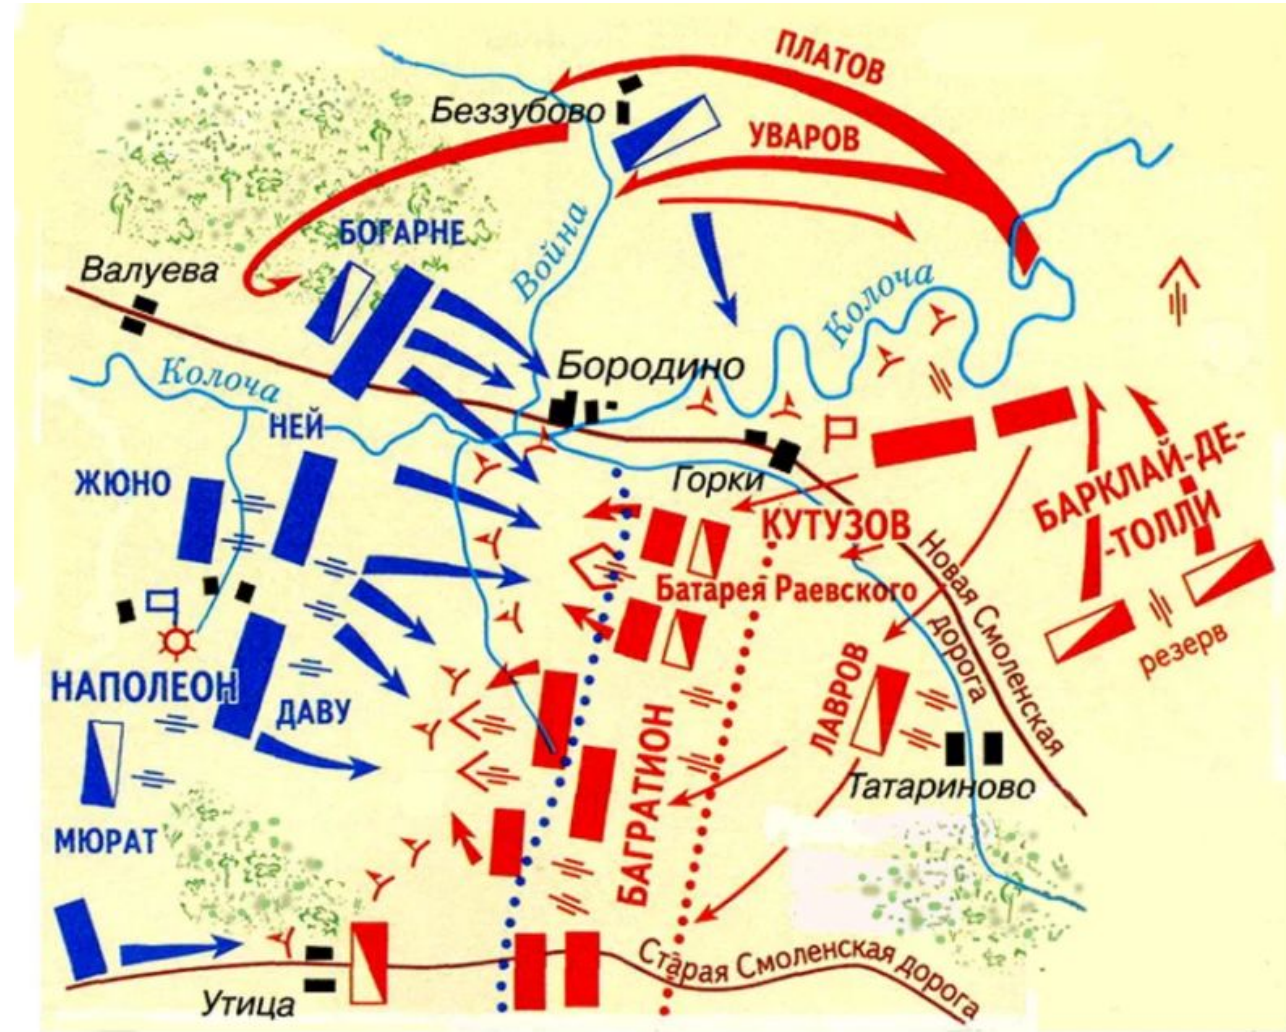 ПЛАТОВ
Беззубово
УВАРОВ
БОГАРНЕ
Война
Валуева
Колоча
Колоча
Бородино
НЕЙ
ЖЮНО
Горки
БАРКЛАЙ-ДЕ-
-ТОЛЛИ
КУТУЗОВ
Новая Смоленская
дорога
Батарея Раевского
резерв
НАПОЛЕОН
ДАВУ
ЛАВРОВ
БАГРАТИОН
Татариново
МЮРАТ
Старая Смоленская дорога
Утица